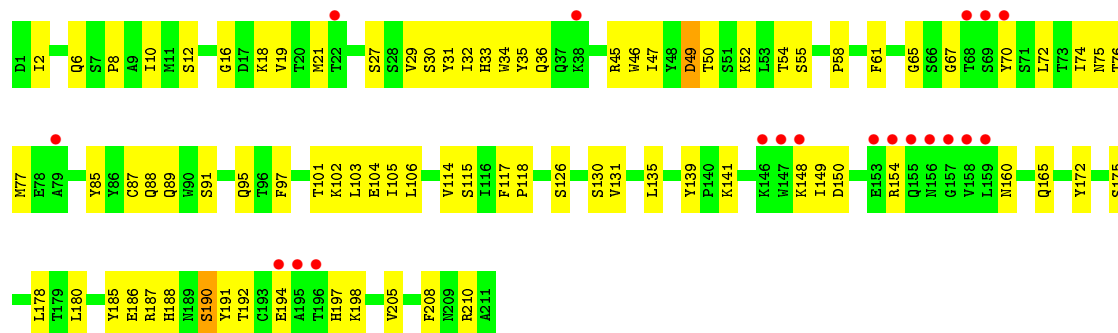 D1 I2 Q6 S7 P8 A9 I10 M11 S12 G16 D17 K18 V19 T20 M21 T22 S27 S28 V29 S30 Y31 I32 H33 W34 Y35 Q36 Q37 K38 R45 W46 I47 Y48 D49 T50 S51 K52 L53 T54 S55 P58 F61 G65 S66 G67 T68 S69 Y70 S71 L72 T73 I74 N75 T76
M77 E78 A79 Y85 Y86 C87 Q88 Q89 W90 S91 Q95 T96 F97 T101 K102 L103 E104 I105 L106 V114 S115 I116 F117 P118 S126 S130 V131 L135 Y139 P140 K141 K146 W147 K148 I149 D150 E153 R154 Q155 N156 G157 V158 L159 N160 Q165 Y172 S175
L178 T179 L180 Y185 E186 R187 H188 N189 S190 Y191 T192 C193 E194 A195 T196 H197 K198 V205 F208 N209 R210 A211